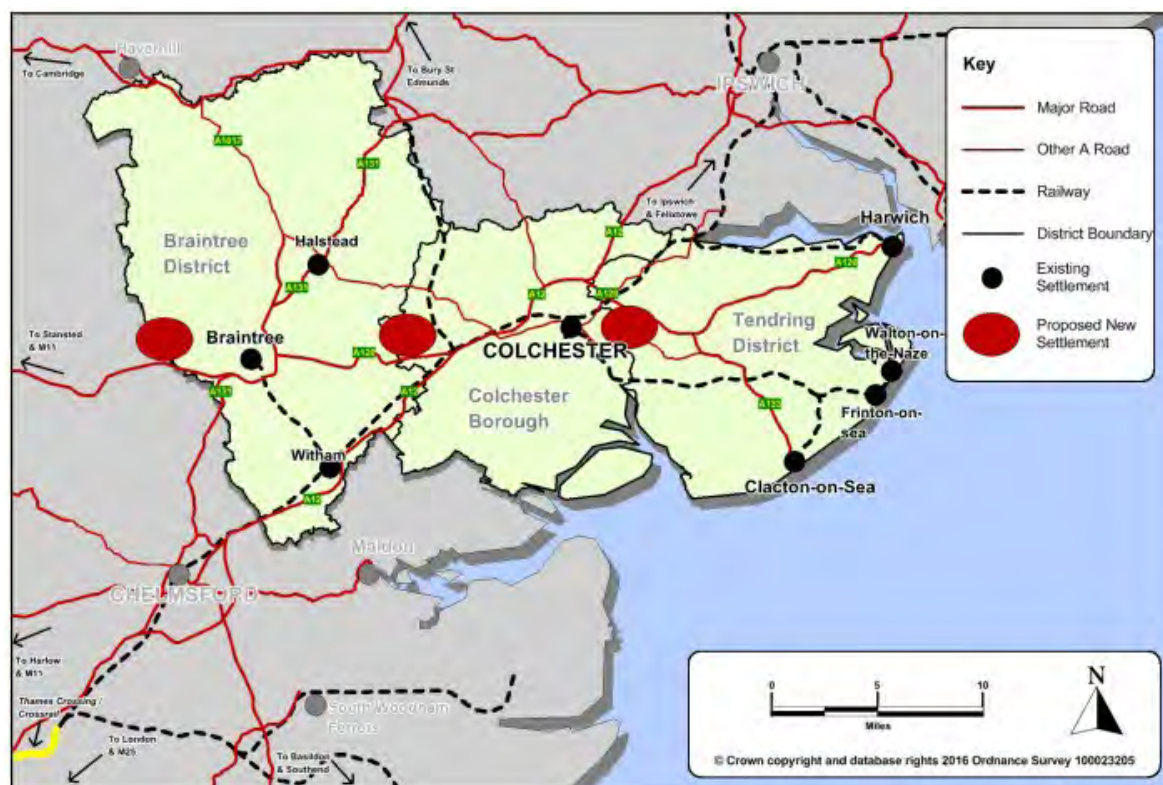 Haverhill
To Cambridge
To Bury St
Edmunds
IPSWICH
A1017
A131
To Ipswich
& Felixtowe
Harwich
Braintree
District
Halstead
A12
A120
A131
A12
A120
To Stansted
& M11
Braintree
A120
COLCHESTER
Tendring
District
Walton-on-
the-Naze
A131
A12
Colchester
Borough
A133
Frinton-on-
sea
Witham
Clacton-on-Sea
A12
Maldon
CHELMSFORD
To Harlow
& M11
Thames Crossing /
Crossrail
South Woodham
Ferrers
To London
& M25
To Basildon
& Southend
Key
Major Road
Other A Road
Railway
District Boundary
Existing
Settlement
Proposed New
Settlement
0 5 10
Miles
N
© Crown copyright and database rights 2016 Ordnance Survey 100023205